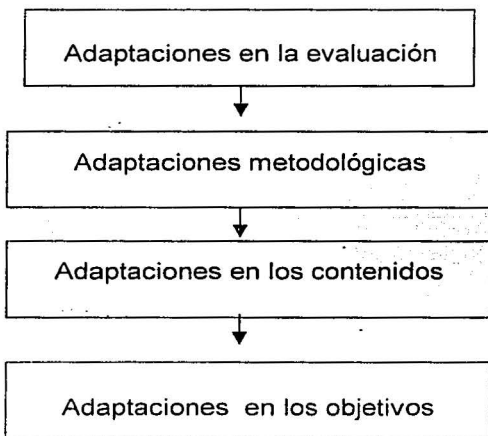 Adaptaciones en la evaluación
Adaptaciones metodológicas
Adaptaciones en los contenidos
Adaptaciones en los objetivos